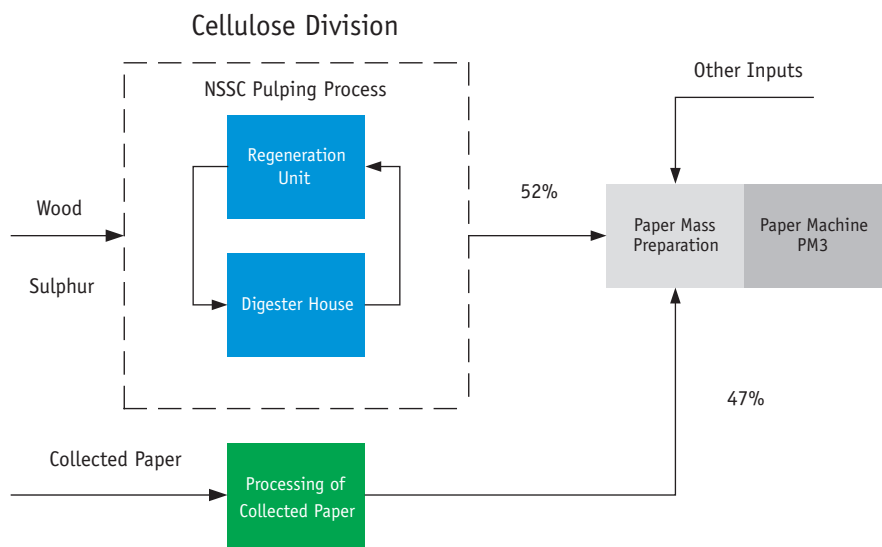 Cellulose Division
NSSC Pulping Process
Other Inputs
Regeneration
Unit
52%
Wood
Paper Mass
Preparation
Paper Machine
PM3
Sulphur
Digester House
47%
Collected Paper
Processing of
Collected Paper